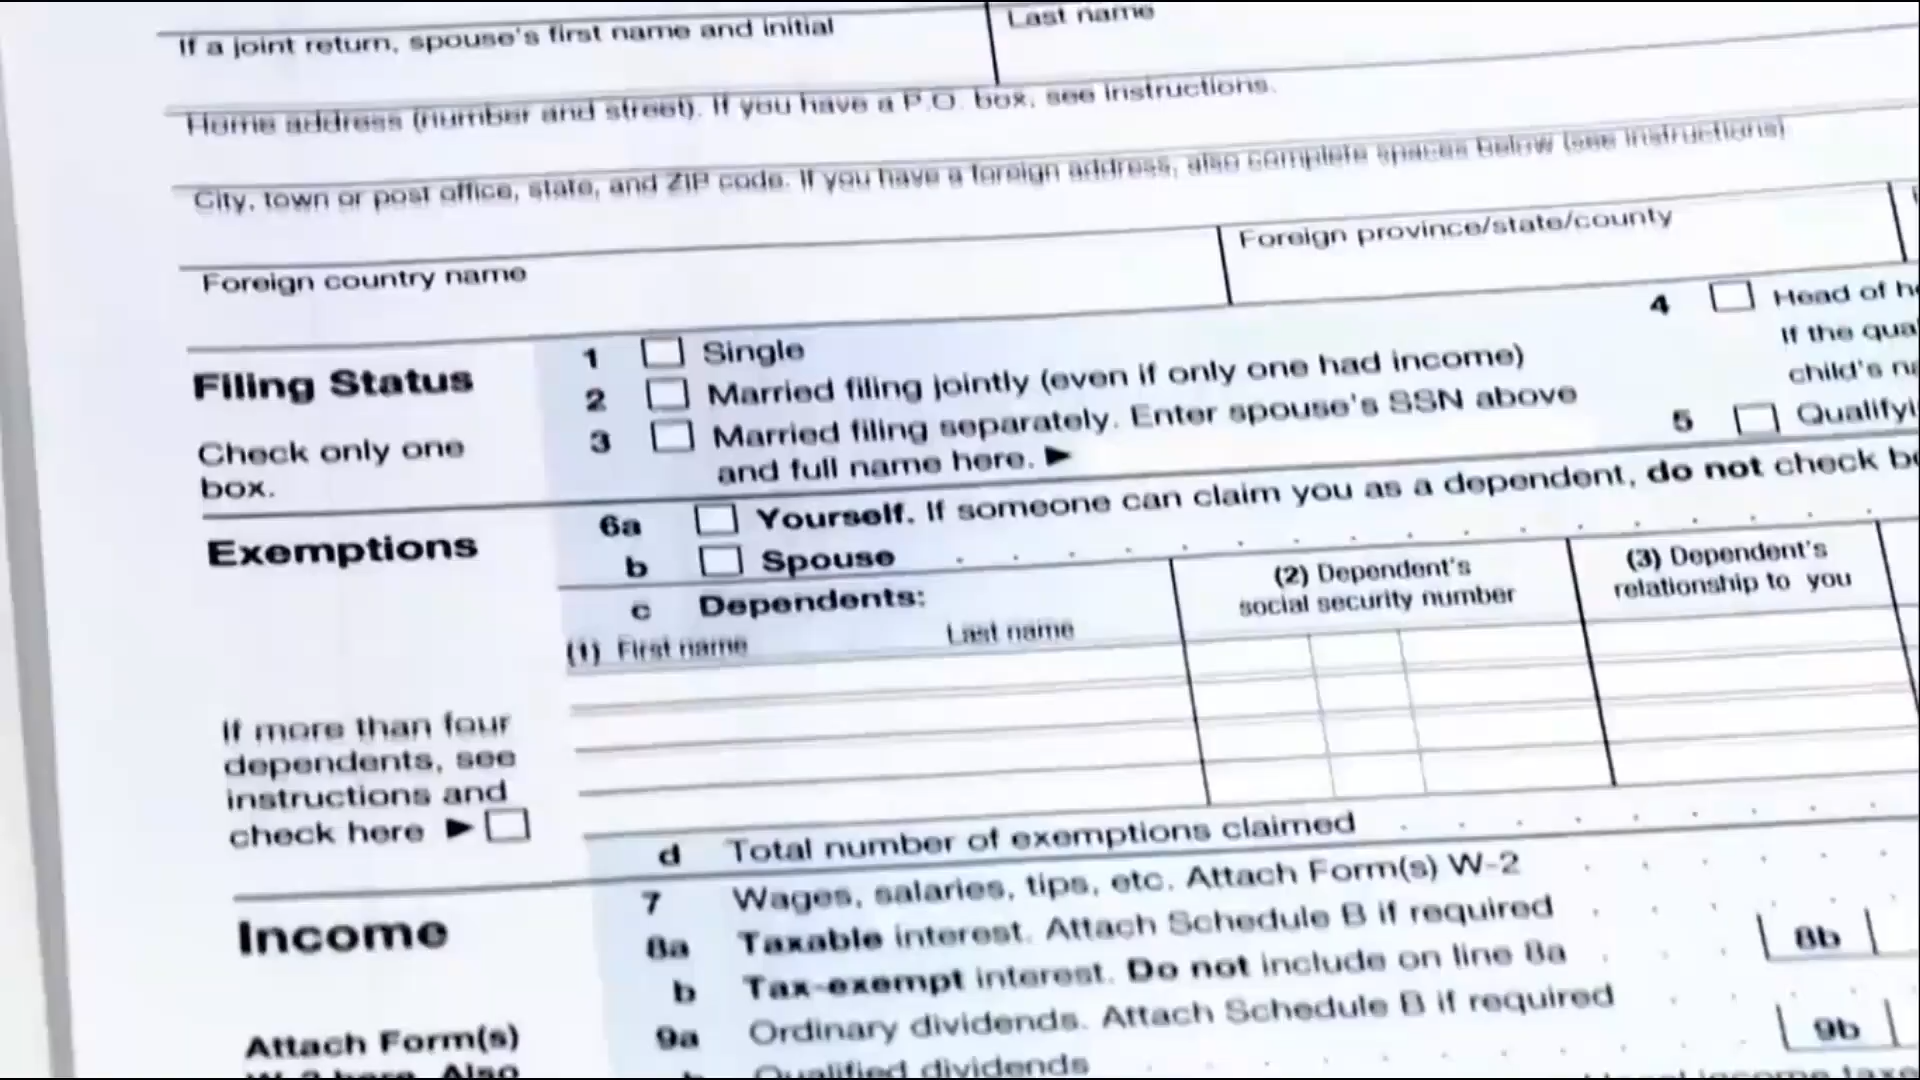 If a joint return, spouse's first name and initial
Last name
Home address (number and street). If you have a P.O. box, see instructions.
City, town or post office, state, and ZIP code. If you have a foreign address, also complete spaces below (see instructions)
Foreign country name
Foreign province/state/county
Filing Status
Check only one
box.
1 Single
2 Married filing jointly (even if only one had income)
3 Married filing separately. Enter spouse's SSN above
and full name here. ►
4 Head of
If the
child's
5
Exemptions
6a Yourself. If someone can claim you as a dependent, do not check
b Spouse
c Dependents:
(1) First name Last name
(2) Dependent's
social security number
(3) Dependent's
relationship to you
If more than four
dependents, see
instructions and
check here ►
d Total number of exemptions claimed
Income
7 Wages, salaries, tips, etc. Attach Form(s) W-2
8a Taxable interest. Attach Schedule B if required
b Tax-exempt interest. Do not include on line 8a
8b
9a Ordinary dividends. Attach Schedule B if required
b Qualified dividends
9b
Attach Form(s)
W-2 here. Also
income taxes